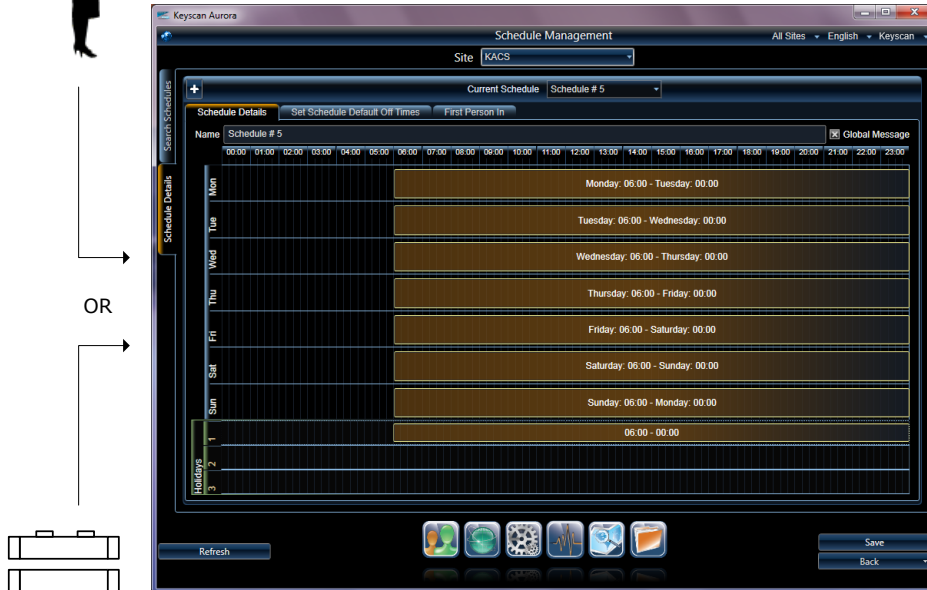 Keyscan Aurora
Schedule Management
All Sites English Keyscan
Site KACS
Search Schedules
Schedule Details
Current Schedule Schedule # 5
Schedule Details Set Schedule Default Off Times First Person In
Name Schedule # 5 Global Message
00:00 01:00 02:00 03:00 04:00 05:00 06:00 07:00 08:00 09:00 10:00 11:00 12:00 13:00 14:00 15:00 16:00 17:00 18:00 19:00 20:00 21:00 22:00 23:00
Mon Monday: 06:00 - Tuesday: 00:00
Tue Tuesday: 06:00 - Wednesday: 00:00
Wed Wednesday: 06:00 - Thursday: 00:00
OR
Thu Thursday: 06:00 - Friday: 00:00
Fri Friday: 06:00 - Saturday: 00:00
Sat Saturday: 06:00 - Sunday: 00:00
Sun Sunday: 06:00 - Monday: 00:00
Holidays
1 06:00 - 00:00
2
3
Refresh
Save
Back